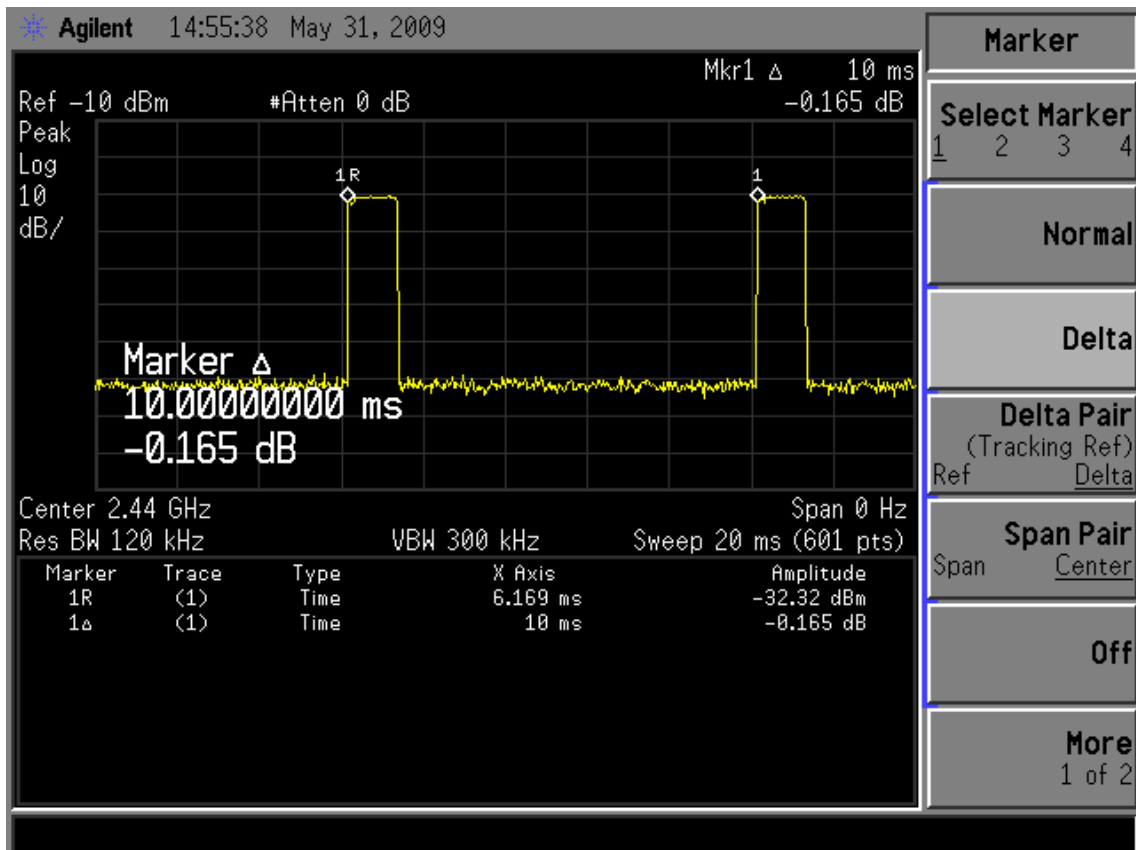 Agilent 14:55:38 May 31, 2009
Mkr1 Δ 10 ms
Ref -10 dBm #Atten 0 dB -0.165 dB
Peak
Log
10
dB/
1R
1
Marker Δ
10.00000000 ms
-0.165 dB
Center 2.44 GHz Span 0 Hz
Res BW 120 kHz VBW 300 kHz Sweep 20 ms (601 pts)
Marker Trace Type X Axis Amplitude
1R (1) Time 6.169 ms -32.32 dBm
1Δ (1) Time 10 ms -0.165 dB
Marker
Select Marker
1 2 3 4
Normal
Delta
Delta Pair
(Tracking Ref)
Ref Delta
Span Pair
Span Center
Off
More
1 of 2